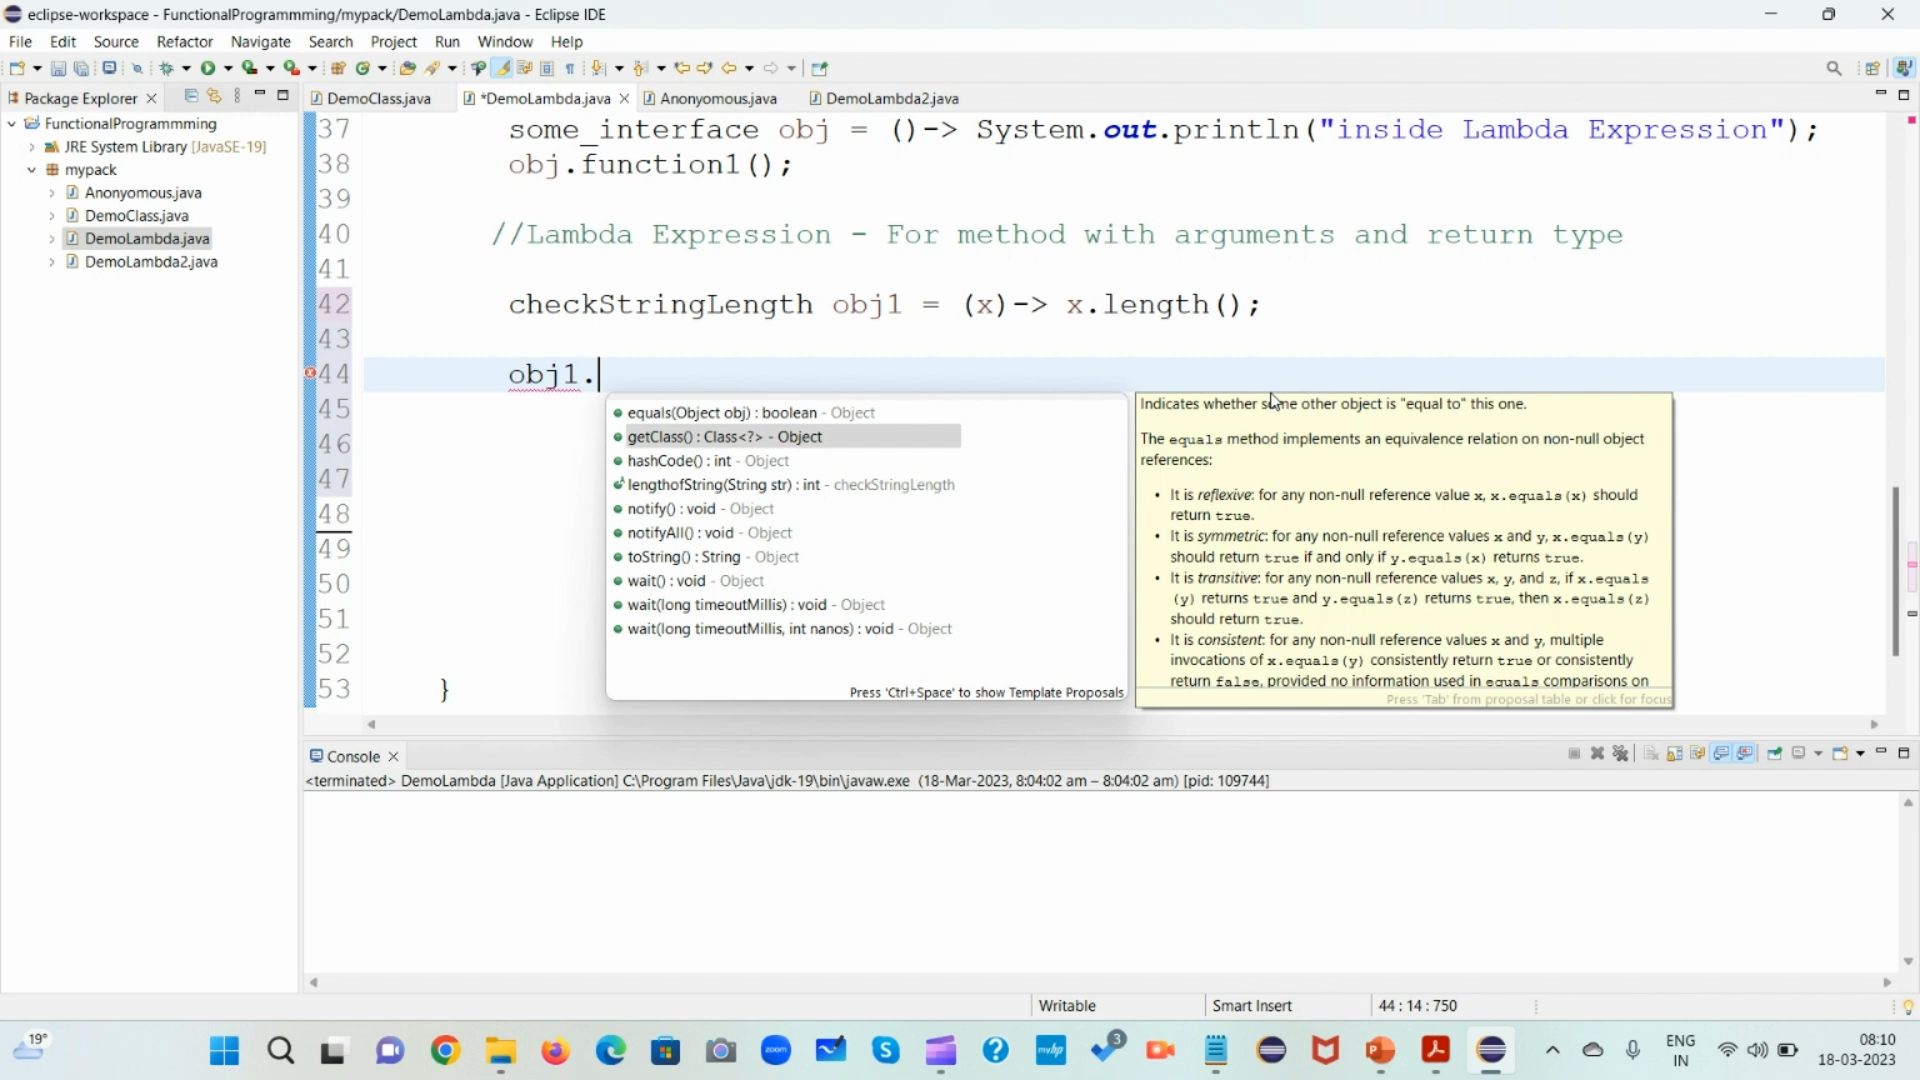 eclipse-workspace - FunctionalProgrammming/mypack/DemoLambda.java - Eclipse IDE
File Edit Source Refactor Navigate Search Project Run Window Help
Package Explorer
DemoClass.java
*DemoLambda.java
Anonyomous.java
DemoLambda2.java
FunctionalProgrammming
JRE System Library [JavaSE-19]
mypack
Anonyomous.java
DemoClass.java
DemoLambda.java
DemoLambda2.java
37 some_interface obj = ()-> System.out.println("inside Lambda Expression");
38 obj.function1();
39
40 //Lambda Expression - For method with arguments and return type
41
42 checkStringLength obj1 = (x)-> x.length();
43
44 obj1.
45
46
47
48
49
50
51
52
53 }
equals(Object obj) : boolean - Object
getClass() : Class<?> - Object
hashCode() : int - Object
lengthofString(String str) : int - checkStringLength
notify() : void - Object
notifyAll() : void - Object
toString() : String - Object
wait() : void - Object
wait(long timeoutMillis) : void - Object
wait(long timeoutMillis, int nanos) : void - Object
Press 'Ctrl+Space' to show Template Proposals
Indicates whether some other object is "equal to" this one.
The equals method implements an equivalence relation on non-null object
references:
• It is reflexive: for any non-null reference value x, x.equals(x) should
return true.
• It is symmetric: for any non-null reference values x and y, x.equals(y)
should return true if and only if y.equals(x) returns true.
• It is transitive: for any non-null reference values x, y, and z, if x.equals
(y) returns true and y.equals(z) returns true, then x.equals(z)
should return true.
• It is consistent: for any non-null reference values x and y, multiple
invocations of x.equals(y) consistently return true or consistently
return false, provided no information used in equals comparisons on
Press 'Tab' from proposal table or click for focus
Console
<terminated> DemoLambda [Java Application] C:\Program Files\Java\jdk-19\bin\javaw.exe (18-Mar-2023, 8:04:02 am – 8:04:02 am) [pid: 109744]
Writable
Smart Insert
44 : 14 : 750
19°
zoom
myhp
3
ENG
IN
08:10
18-03-2023